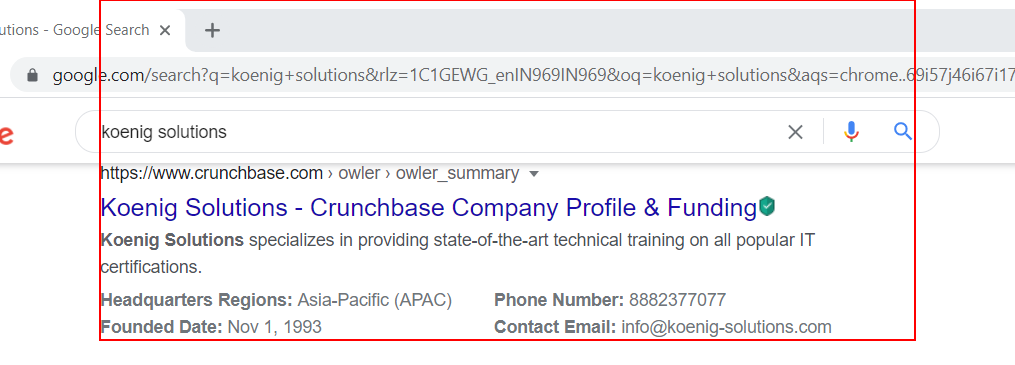 utions - Google Search
google.com/search?q=koenig+solutions&rlz=1C1GEWG_enIN969IN969&oq=koenig+solutions&aqs=chrome..69i57j46i67i17
e
koenig solutions
https://www.crunchbase.com › owler › owler_summary
Koenig Solutions - Crunchbase Company Profile & Funding
Koenig Solutions specializes in providing state-of-the-art technical training on all popular IT
certifications.
Headquarters Regions: Asia-Pacific (APAC) Phone Number: 8882377077
Founded Date: Nov 1, 1993 Contact Email: info@koenig-solutions.com